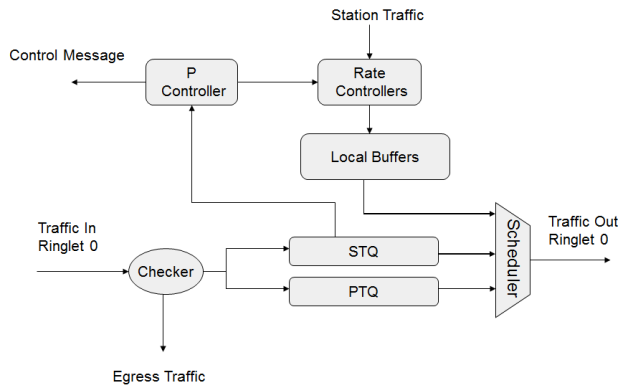 Station Traffic
Control Message
P
Controller
Rate
Controllers
Local Buffers
Traffic In
Ringlet 0
Checker
STQ
PTQ
Scheduler
Traffic Out
Ringlet 0
Egress Traffic